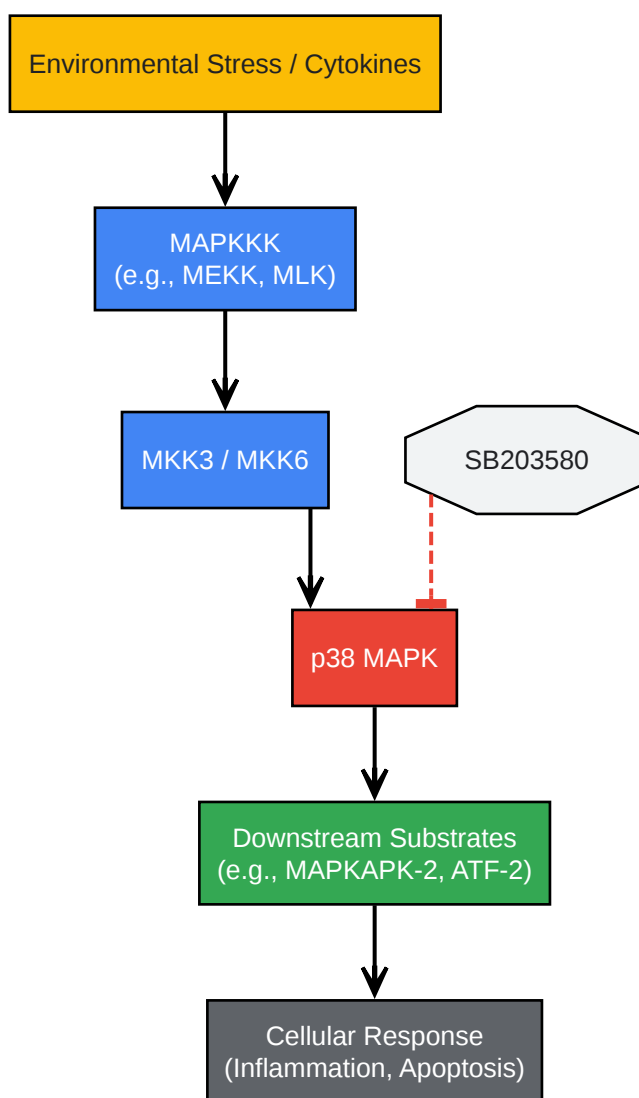 Environmental Stress / Cytokines
MAPKKK
(e.g., MEKK, MLK)
MKK3 / MKK6
SB203580
p38 MAPK
Downstream Substrates
(e.g., MAPKAPK-2, ATF-2)
Cellular Response
(Inflammation, Apoptosis)